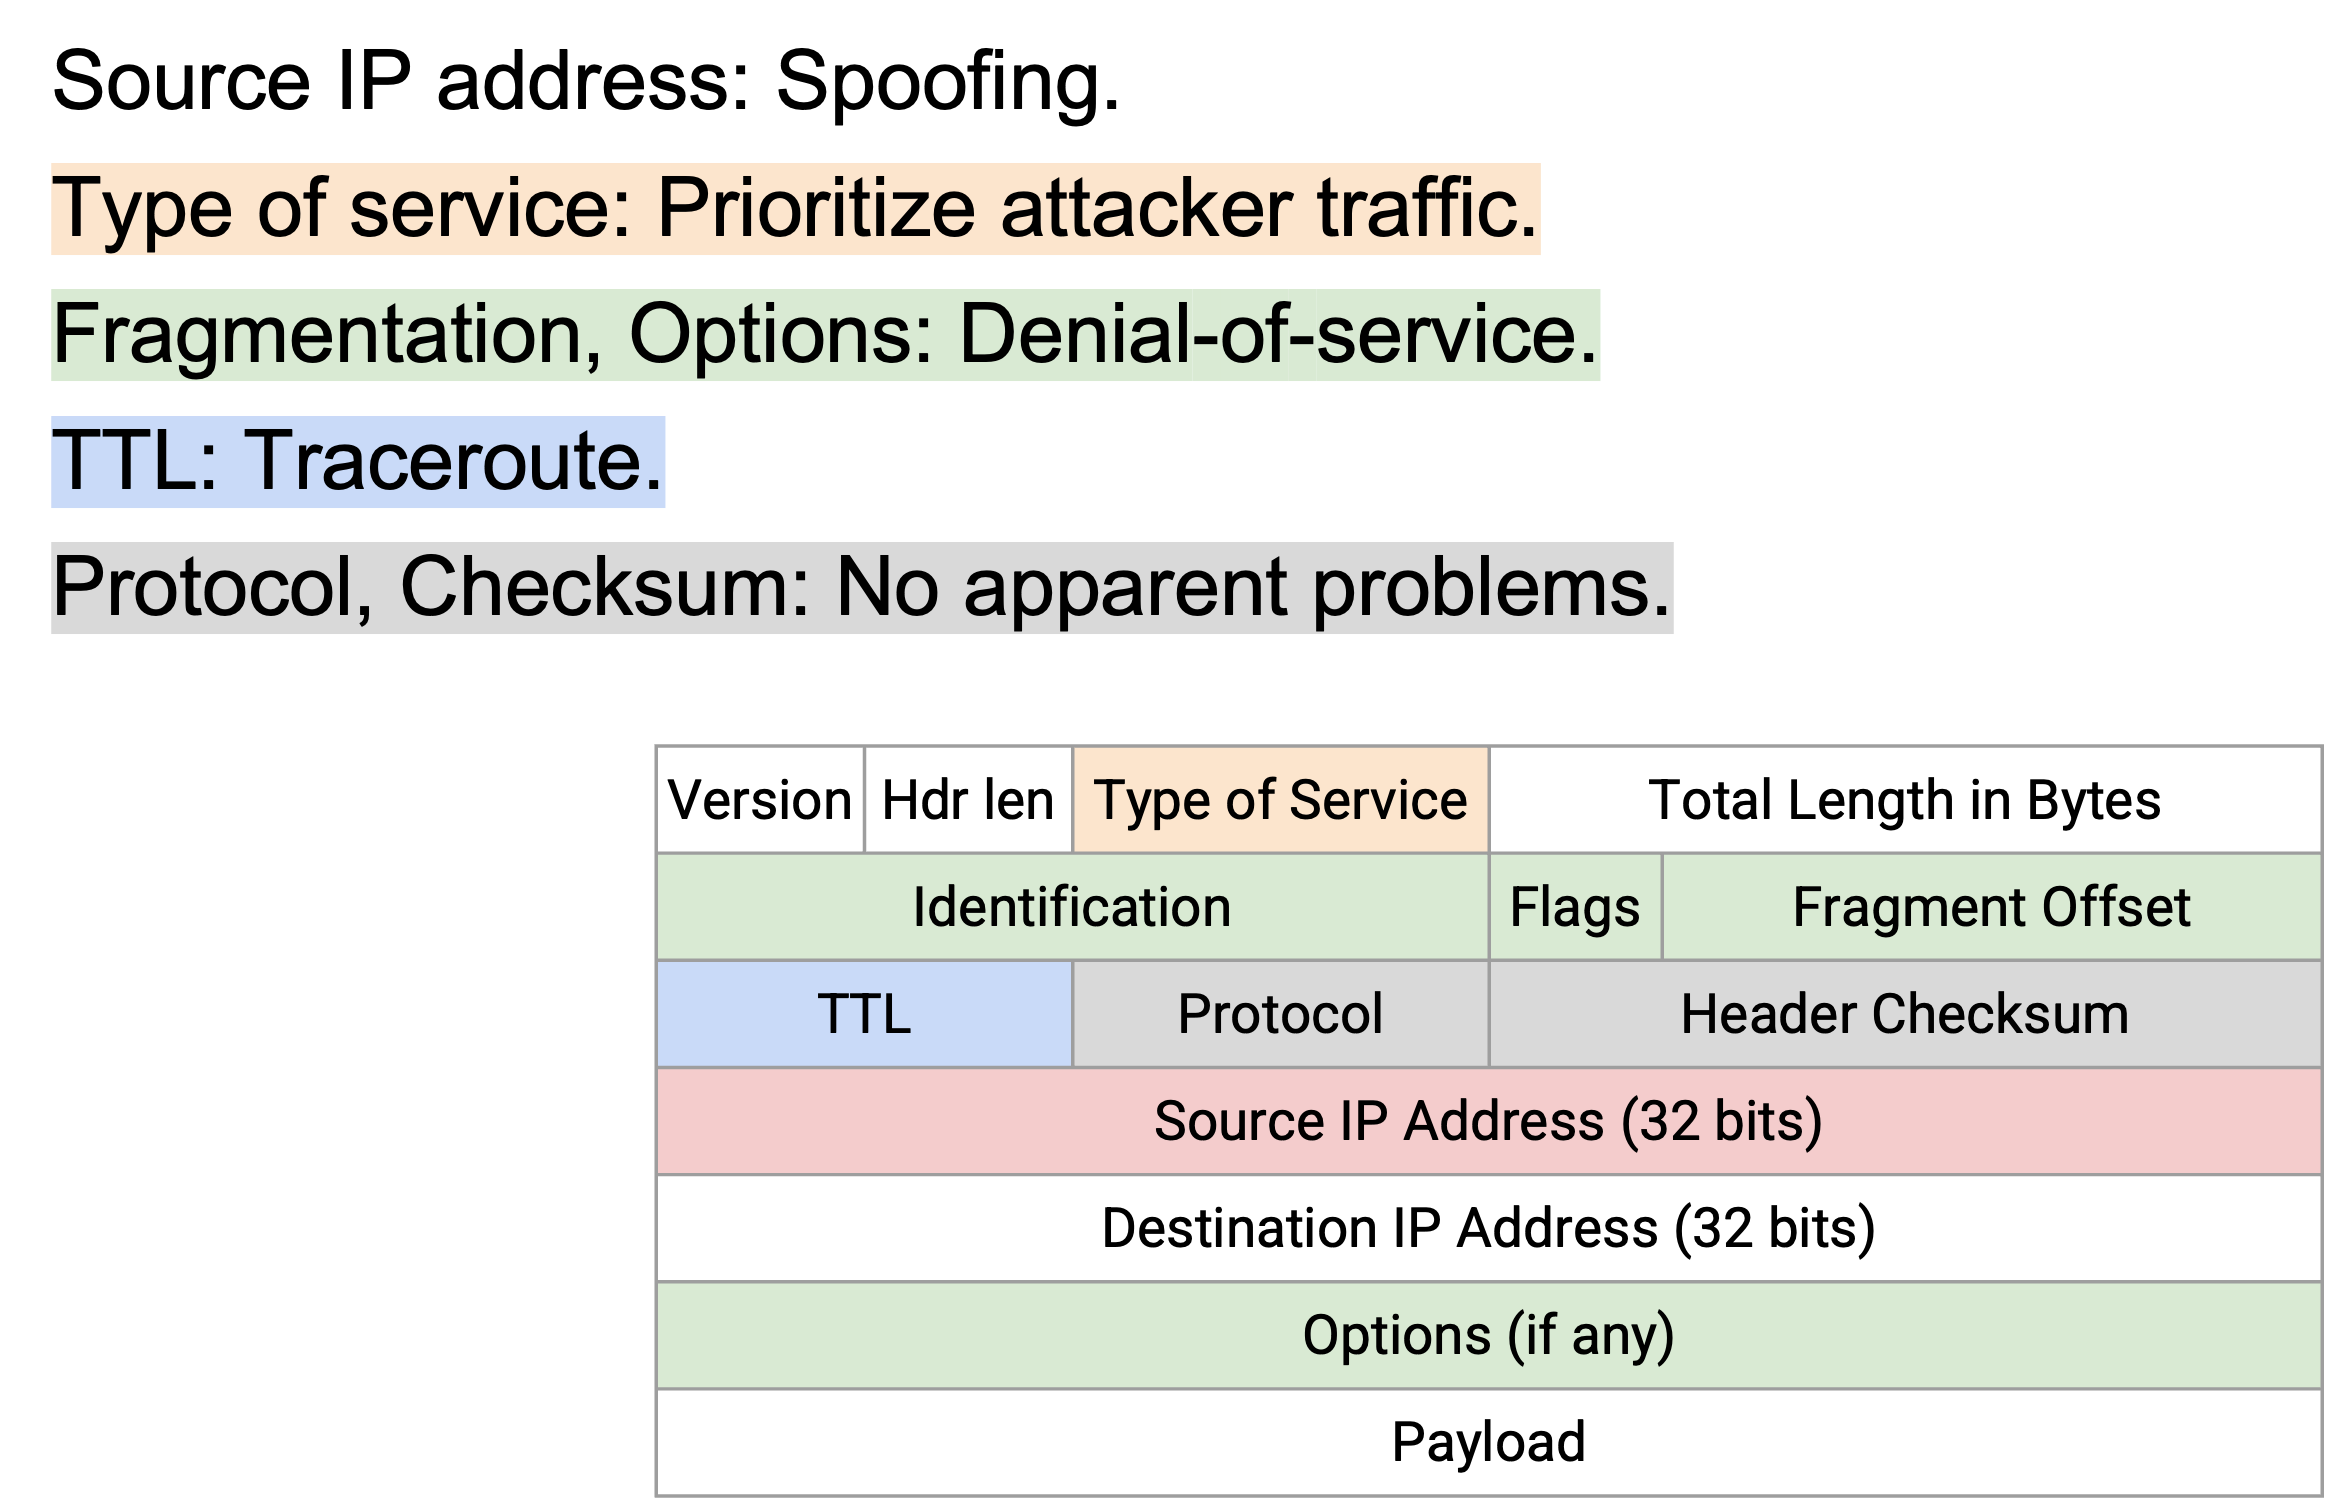 Source IP address: Spoofing.
Type of service: Prioritize attacker traffic.
Fragmentation, Options: Denial-of-service.
TTL: Traceroute.
Protocol, Checksum: No apparent problems.
Version Hdr len Type of Service Total Length in Bytes
Identification Flags Fragment Offset
TTL Protocol Header Checksum
Source IP Address (32 bits)
Destination IP Address (32 bits)
Options (if any)
Payload